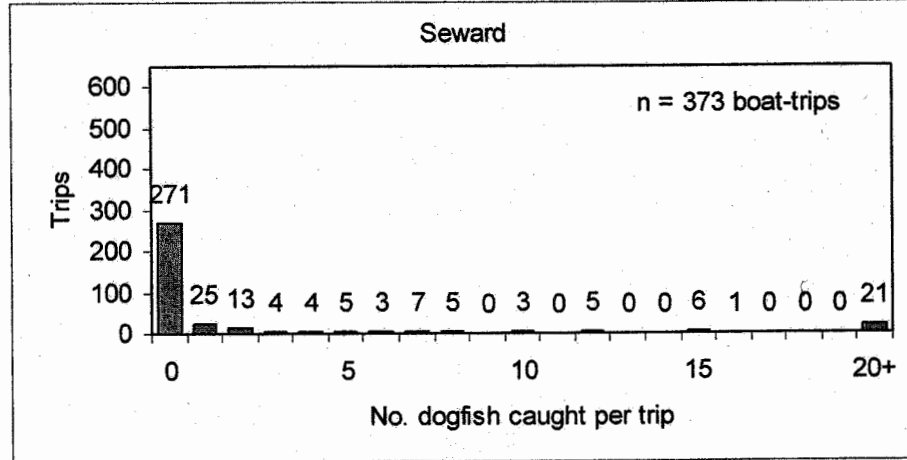 Seward
n = 373 boat-trips
Trips
600
500
400
300
200
100
0
271 25 13 4 4 5 3 7 5 0 3 0 5 0 0 6 1 0 0 0 21
0 5 10 15 20+
No. dogfish caught per trip